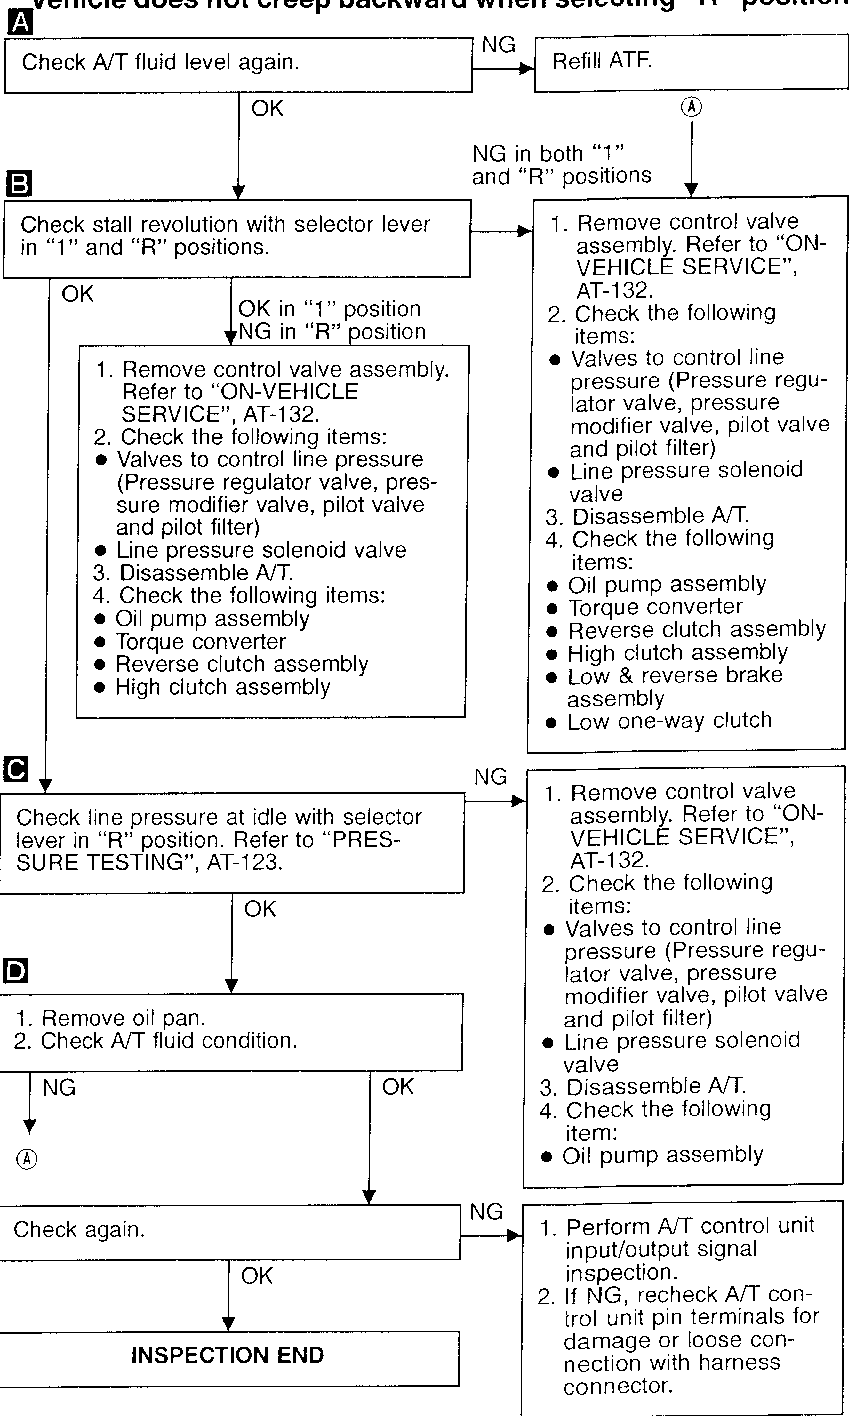 Vehicle does not creep backward when selecting "R" position
A
Check A/T fluid level again.
NG
Refill ATF.
OK
Ⓐ
NG in both "1"
and "R" positions
B
Check stall revolution with selector lever
in "1" and "R" positions.
OK
OK in "1" position
NG in "R" position
1. Remove control valve assembly.
Refer to "ON-VEHICLE
SERVICE", AT-132.
2. Check the following items:
● Valves to control line pressure
(Pressure regulator valve, pres-
sure modifier valve, pilot valve
and pilot filter)
● Line pressure solenoid valve
3. Disassemble A/T.
4. Check the following items:
● Oil pump assembly
● Torque converter
● Reverse clutch assembly
● High clutch assembly
1. Remove control valve
assembly. Refer to "ON-
VEHICLE SERVICE",
AT-132.
2. Check the following
items:
● Valves to control line
pressure (Pressure regu-
lator valve, pressure
modifier valve, pilot valve
and pilot filter)
● Line pressure solenoid
valve
3. Disassemble A/T.
4. Check the following
items:
● Oil pump assembly
● Torque converter
● Reverse clutch assembly
● High clutch assembly
● Low & reverse brake
assembly
● Low one-way clutch
C
Check line pressure at idle with selector
lever in "R" position. Refer to "PRES-
SURE TESTING", AT-123.
NG
1. Remove control valve
assembly. Refer to "ON-
VEHICLE SERVICE",
AT-132.
2. Check the following
items:
● Valves to control line
pressure (Pressure regu-
lator valve, pressure
modifier valve, pilot valve
and pilot filter)
● Line pressure solenoid
valve
3. Disassemble A/T.
4. Check the following
item:
● Oil pump assembly
OK
D
1. Remove oil pan.
2. Check A/T fluid condition.
NG
OK
Ⓐ
Check again.
NG
1. Perform A/T control unit
input/output signal
inspection.
2. If NG, recheck A/T con-
trol unit pin terminals for
damage or loose con-
nection with harness
connector.
OK
INSPECTION END